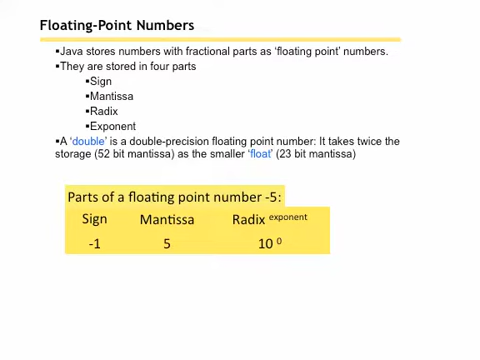 Floating-Point Numbers
▪Java stores numbers with fractional parts as 'floating point' numbers.
▪They are stored in four parts
▪Sign
▪Mantissa
▪Radix
▪Exponent
▪A 'double' is a double-precision floating point number: It takes twice the
storage (52 bit mantissa) as the smaller 'float' (23 bit mantissa)
Parts of a floating point number -5:
Sign Mantissa Radix exponent
-1 5 10 0